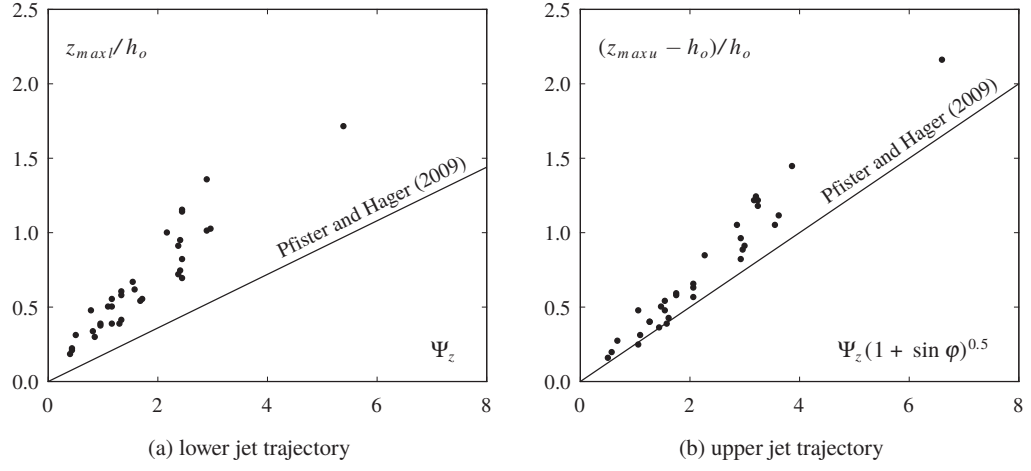 2.5
2.0
1.5
1.0
0.5
0.0
z_{maxl}/h_o
Pfister and Hager (2009)
Ψ_z
0 2 4 6 8
(a) lower jet trajectory
2.5
2.0
1.5
1.0
0.5
0.0
(z_{maxu} − h_o)/h_o
Pfister and Hager (2009)
Ψ_z(1 + sin φ)^{0.5}
0 2 4 6 8
(b) upper jet trajectory